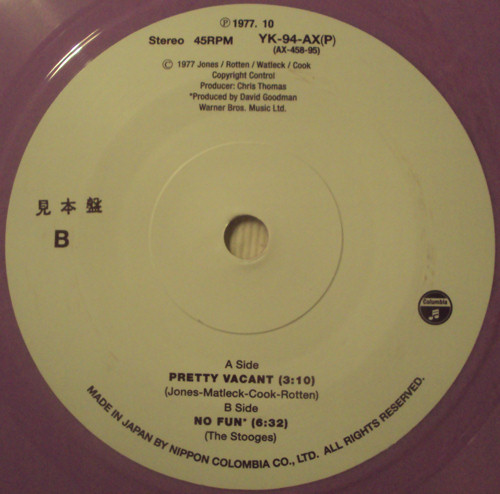 ℗ 1977. 10
Stereo 45RPM YK-94-AX(P)
(AX-458-95)
© 1977 Jones / Rotten / Watleck / Cook
Copyright Control
Producer: Chris Thomas
*Produced by David Goodman
Warner Bros. Music Ltd.
見本盤
B
Columbia
A Side
PRETTY VACANT (3:10)
(Jones-Matleck-Cook-Rotten)
B Side
NO FUN* (6:32)
(The Stooges)
MADE IN JAPAN BY NIPPON COLOMBIA CO., LTD. ALL RIGHTS RESERVED.